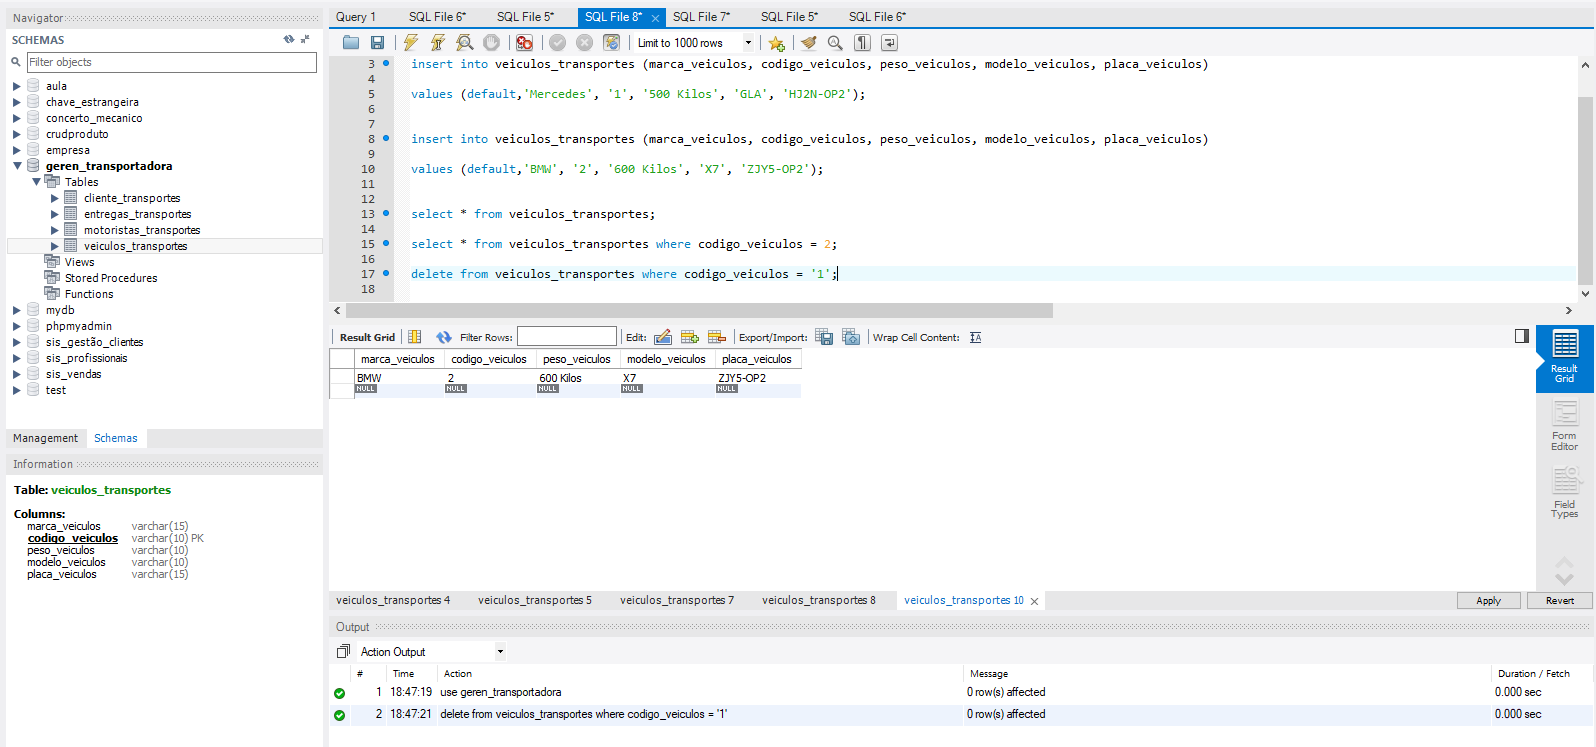 Navigator
SCHEMAS
Filter objects
aula
chave_estrangeira
concerto_mecanico
crudproduto
empresa
geren_transportadora
Tables
cliente_transportes
entregas_transportes
motoristas_transportes
veiculos_transportes
Views
Stored Procedures
Functions
mydb
phpmyadmin
sis_gestão_clientes
sis_profissionais
sis_vendas
test
Management Schemas
Information
Table: veiculos_transportes
Columns:
marca_veiculos varchar(15)
codigo_veiculos varchar(10) PK
peso_veiculos varchar(10)
modelo_veiculos varchar(10)
placa_veiculos varchar(15)
Query 1 SQL File 6* SQL File 5* SQL File 8* SQL File 7* SQL File 5* SQL File 6*
Limit to 1000 rows
3 insert into veiculos_transportes (marca_veiculos, codigo_veiculos, peso_veiculos, modelo_veiculos, placa_veiculos)
4
5 values (default,'Mercedes', '1', '500 Kilos', 'GLA', 'HJ2N-OP2');
6
7
8 insert into veiculos_transportes (marca_veiculos, codigo_veiculos, peso_veiculos, modelo_veiculos, placa_veiculos)
9
10 values (default,'BMW', '2', '600 Kilos', 'X7', 'ZJY5-OP2');
11
12
13 select * from veiculos_transportes;
14
15 select * from veiculos_transportes where codigo_veiculos = 2;
16
17 delete from veiculos_transportes where codigo_veiculos = '1';
18
Result Grid Filter Rows: Edit: Export/Import: Wrap Cell Content:
marca_veiculos codigo_veiculos peso_veiculos modelo_veiculos placa_veiculos
BMW 2 600 Kilos X7 ZJY5-OP2
NULL NULL NULL NULL NULL
Result
Grid
Form
Editor
Field
Types
veiculos_transportes 4 veiculos_transportes 5 veiculos_transportes 7 veiculos_transportes 8 veiculos_transportes 10 Apply Revert
Output
Action Output
# Time Action Message Duration / Fetch
1 18:47:19 use geren_transportadora 0 row(s) affected 0.000 sec
2 18:47:21 delete from veiculos_transportes where codigo_veiculos = '1' 0 row(s) affected 0.000 sec